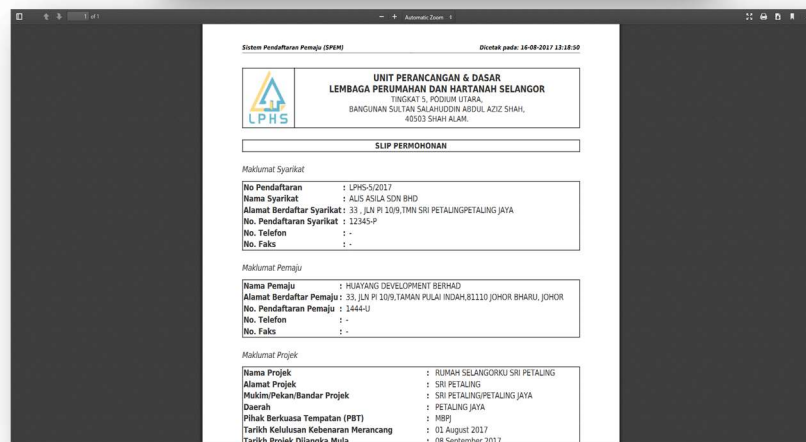 1 of 1
Automatic Zoom
Sistem Pendaftaran Pemaju (SPEM) Dicetak pada: 16-08-2017 13:18:50
LPHS
UNIT PERANCANGAN & DASAR
LEMBAGA PERUMAHAN DAN HARTANAH SELANGOR
TINGKAT 5, PODIUM UTARA,
BANGUNAN SULTAN SALAHUDDIN ABDUL AZIZ SHAH,
40503 SHAH ALAM.
SLIP PERMOHONAN
Maklumat Syarikat
No Pendaftaran : LPHS-5/2017
Nama Syarikat : ALIS ASILA SDN BHD
Alamat Berdaftar Syarikat : 33 , JLN PI 10/9,TMN SRI PETALINGPETALING JAYA
No. Pendaftaran Syarikat : 12345-P
No. Telefon : -
No. Faks : -
Maklumat Pemaju
Nama Pemaju : HUAYANG DEVELOPMENT BERHAD
Alamat Berdaftar Pemaju : 33, JLN PI 10/9,TAMAN PULAI INDAH,81110 JOHOR BHARU, JOHOR
No. Pendaftaran Pemaju : 1444-U
No. Telefon : -
No. Faks : -
Maklumat Projek
Nama Projek : RUMAH SELANGORKU SRI PETALING
Alamat Projek : SRI PETALING
Mukim/Pekan/Bandar Projek : SRI PETALING/PETALING JAYA
Daerah : PETALING JAYA
Pihak Berkuasa Tempatan (PBT) : MBPJ
Tarikh Kelulusan Kebenaran Merancang : 01 August 2017
Tarikh Projek Dijangka Mula : 08 September 2017